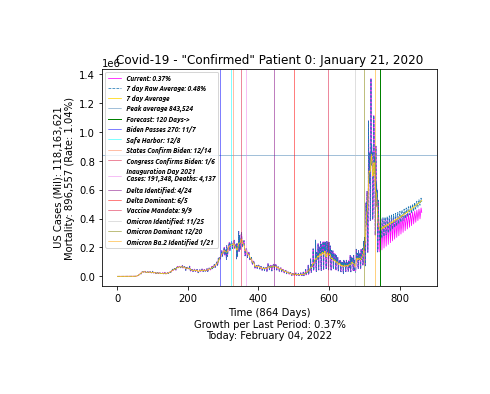 Covid-19 - "Confirmed" Patient 0: January 21, 2020
1e6
Current: 0.37%
7 day Raw Average: 0.48%
7 day Average
Peak average 843,524
Forecast: 120 Days->
Biden Passes 270: 11/7
Safe Harbor: 12/8
States Confirm Biden: 12/14
Congress Confirms Biden: 1/6
Inauguration Day 2021
Cases: 191,348, Deaths: 4,137
Delta Identified: 4/24
Delta Dominant: 6/5
Vaccine Mandate: 9/9
Omicron Identified 11/25
Omicron Dominant 12/20
Omicron Ba.2 Identified 1/21
1.4
1.2
1.0
0.8
0.6
0.4
0.2
0.0
US Cases (Mil): 118,163,621
Mortality: 896,557 (Rate: 1.04%)
0 200 400 600 800
Time (864 Days)
Growth per Last Period: 0.37%
Today: February 04, 2022